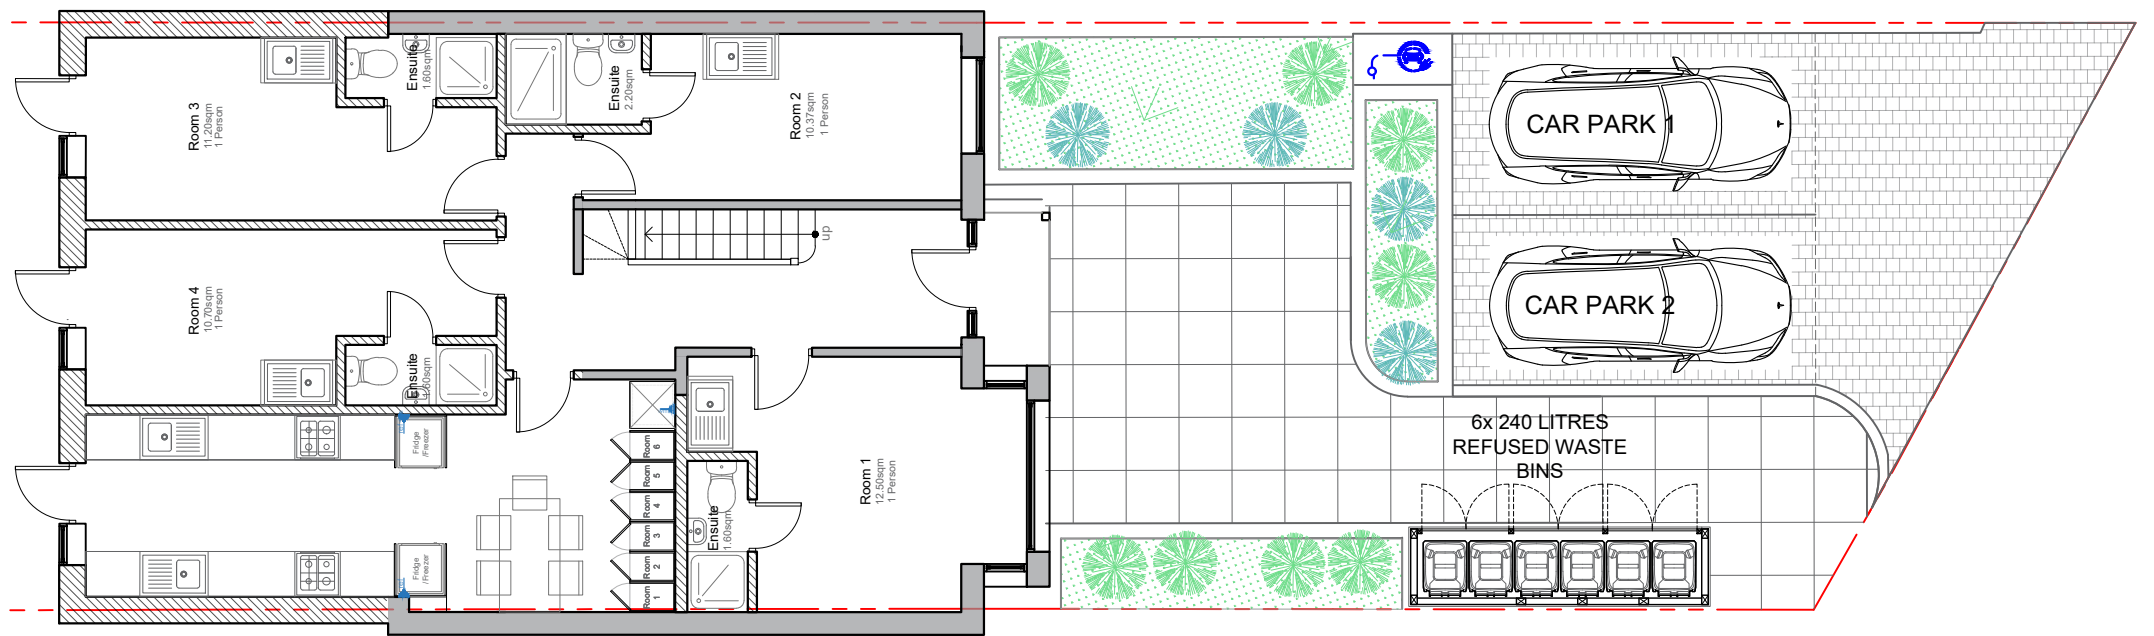 Room 3
11.20sqm
1 Person
Ensuite
1.60sqm
Ensuite
2.20sqm
Room 2
10.37sqm
1 Person
CAR PARK 1
Room 4
10.70sqm
1 Person
Ensuite
1.60sqm
up
CAR PARK 2
Fridge
/Freezer
Fridge
/Freezer
Room
6
Room
5
Room
4
Room
3
Room
2
Room
1
Room 1
12.50sqm
1 Person
Ensuite
1.60sqm
6x 240 LITRES
REFUSED WASTE
BINS